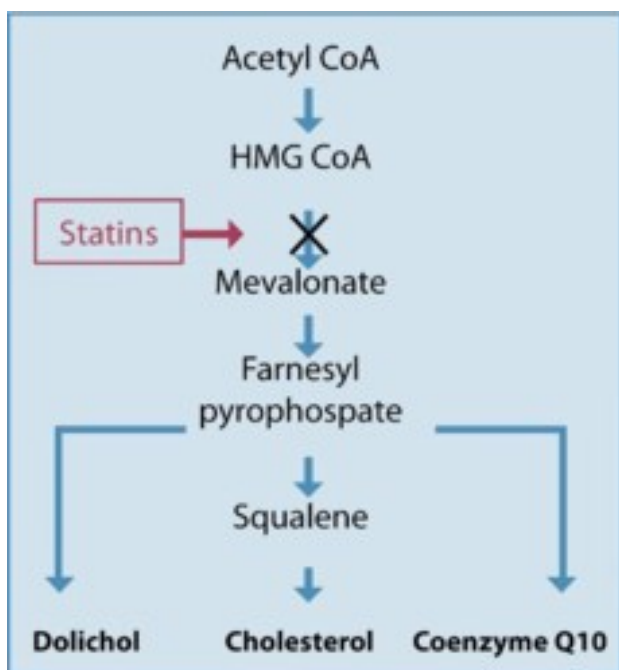 Acetyl CoA
HMG CoA
Statins
Mevalonate
Farnesyl
pyrophospate
Squalene
Dolichol Cholesterol Coenzyme Q10